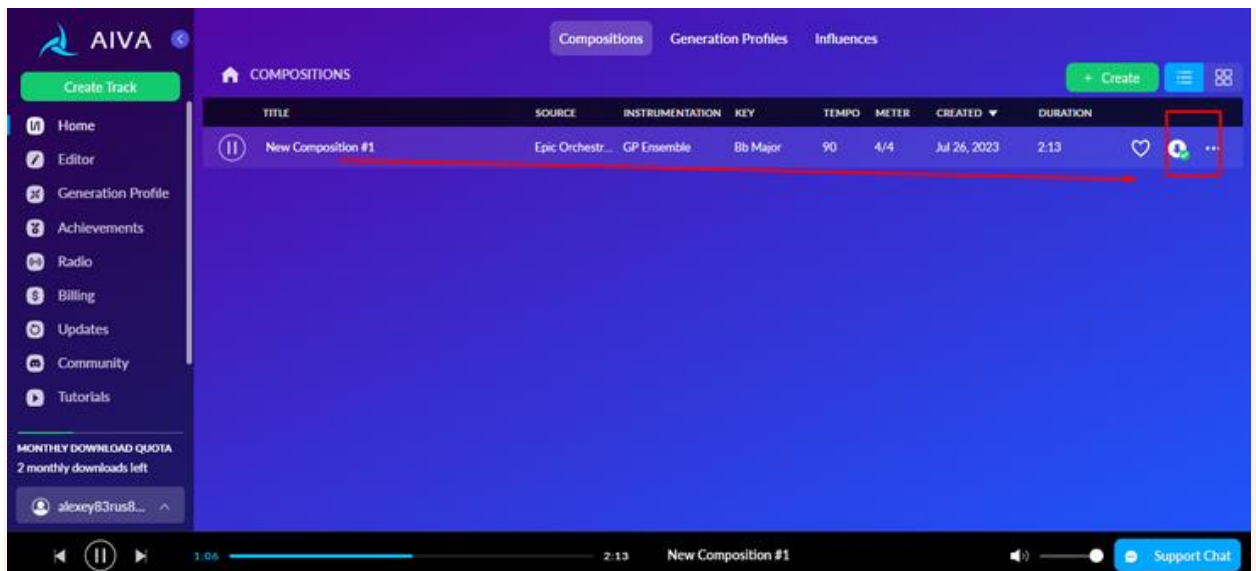 AIVA
Compositions Generation Profiles Influences
Create Track
COMPOSITIONS
+ Create
TITLE SOURCE INSTRUMENTATION KEY TEMPO METER CREATED ▼ DURATION
New Composition #1 Epic Orchestr... GP Ensemble Bb Major 90 4/4 Jul 26, 2023 2:13
Home
Editor
Generation Profile
Achievements
Radio
Billing
Updates
Community
Tutorials
MONTHLY DOWNLOAD QUOTA
2 monthly downloads left
alexey83rus8...
1:06 2:13 New Composition #1 Support Chat